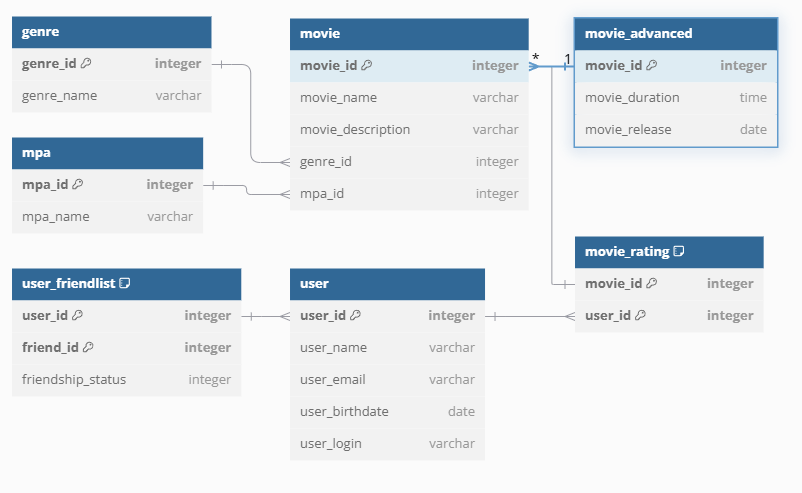 genre
genre_id integer
genre_name varchar
mpa
mpa_id integer
mpa_name varchar
user_friendlist
user_id integer
friend_id integer
friendship_status integer
movie
movie_id integer
movie_name varchar
movie_description varchar
genre_id integer
mpa_id integer
user
user_id integer
user_name varchar
user_email varchar
user_birthdate date
user_login varchar
* 1
movie_advanced
movie_id integer
movie_duration time
movie_release date
movie_rating
movie_id integer
user_id integer